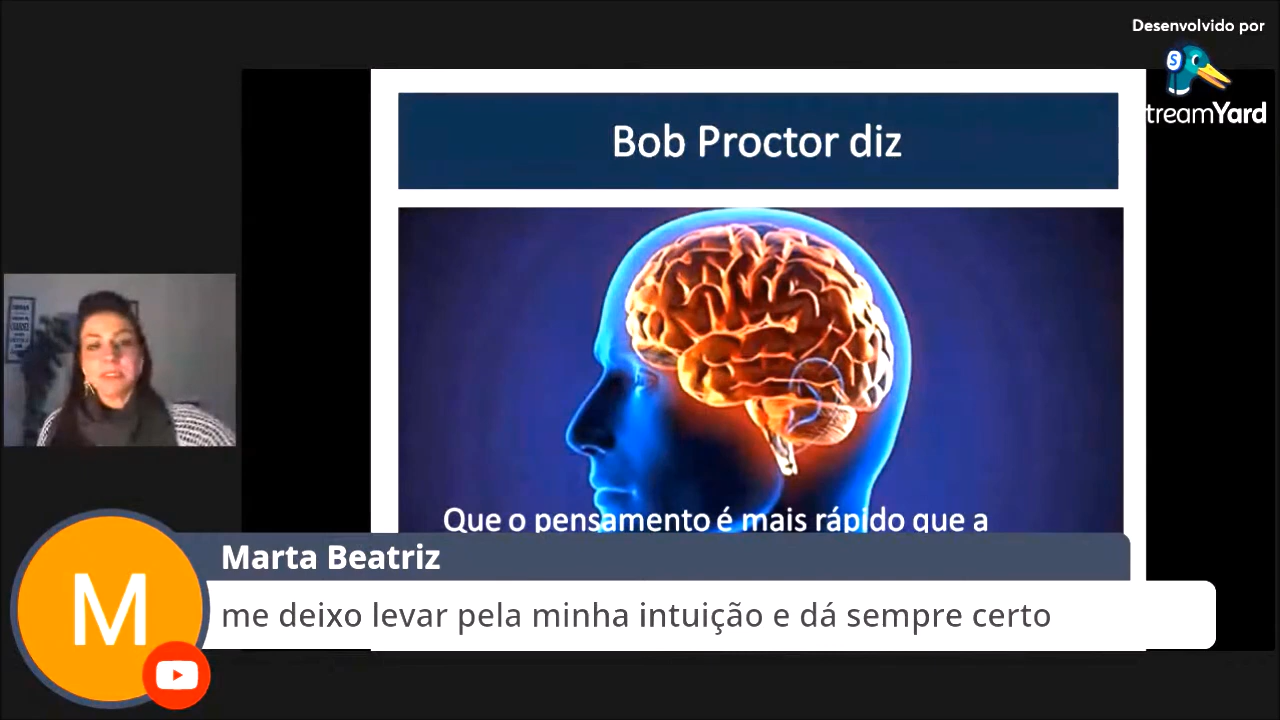 Desenvolvido por
S
treamYard
Bob Proctor diz
Que o pensamento é mais rápido que a
M
Marta Beatriz
me deixo levar pela minha intuição e dá sempre certo